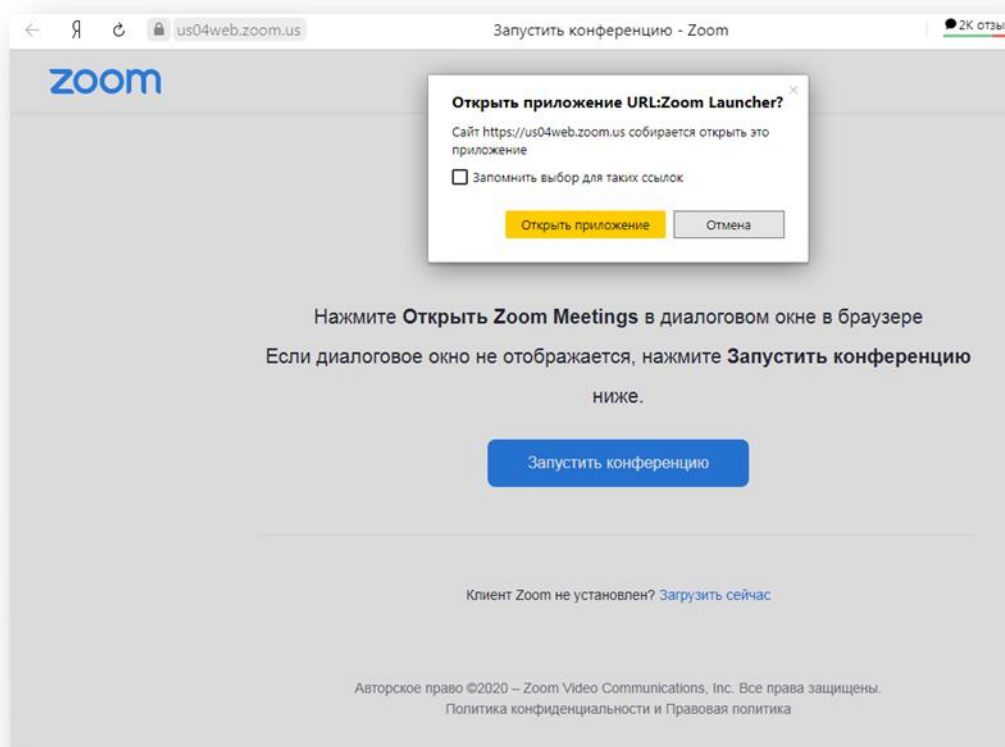 Я us04web.zoom.us Запустить конференцию - Zoom 2K
zoom
Открыть приложение URL:Zoom Launcher?
Сайт https://us04web.zoom.us собирается открыть это
приложение
Запомнить выбор для таких ссылок
Открыть приложение Отмена
Нажмите Открыть Zoom Meetings в диалоговом окне в браузере
Если диалоговое окно не отображается, нажмите Запустить конференцию
ниже.
Запустить конференцию
Клиент Zoom не установлен? Загрузить сейчас
Авторское право ©2020 – Zoom Video Communications, Inc. Все права защищены.
Политика конфиденциальности и Правовая политика